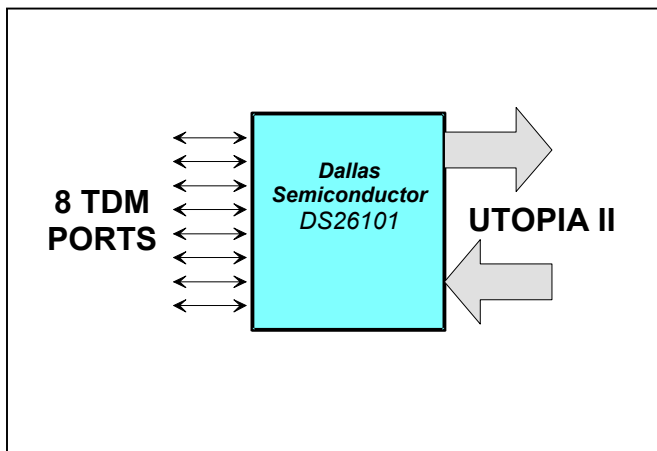 8 TDM
PORTS
Dallas
Semiconductor
DS26101
UTOPIA II